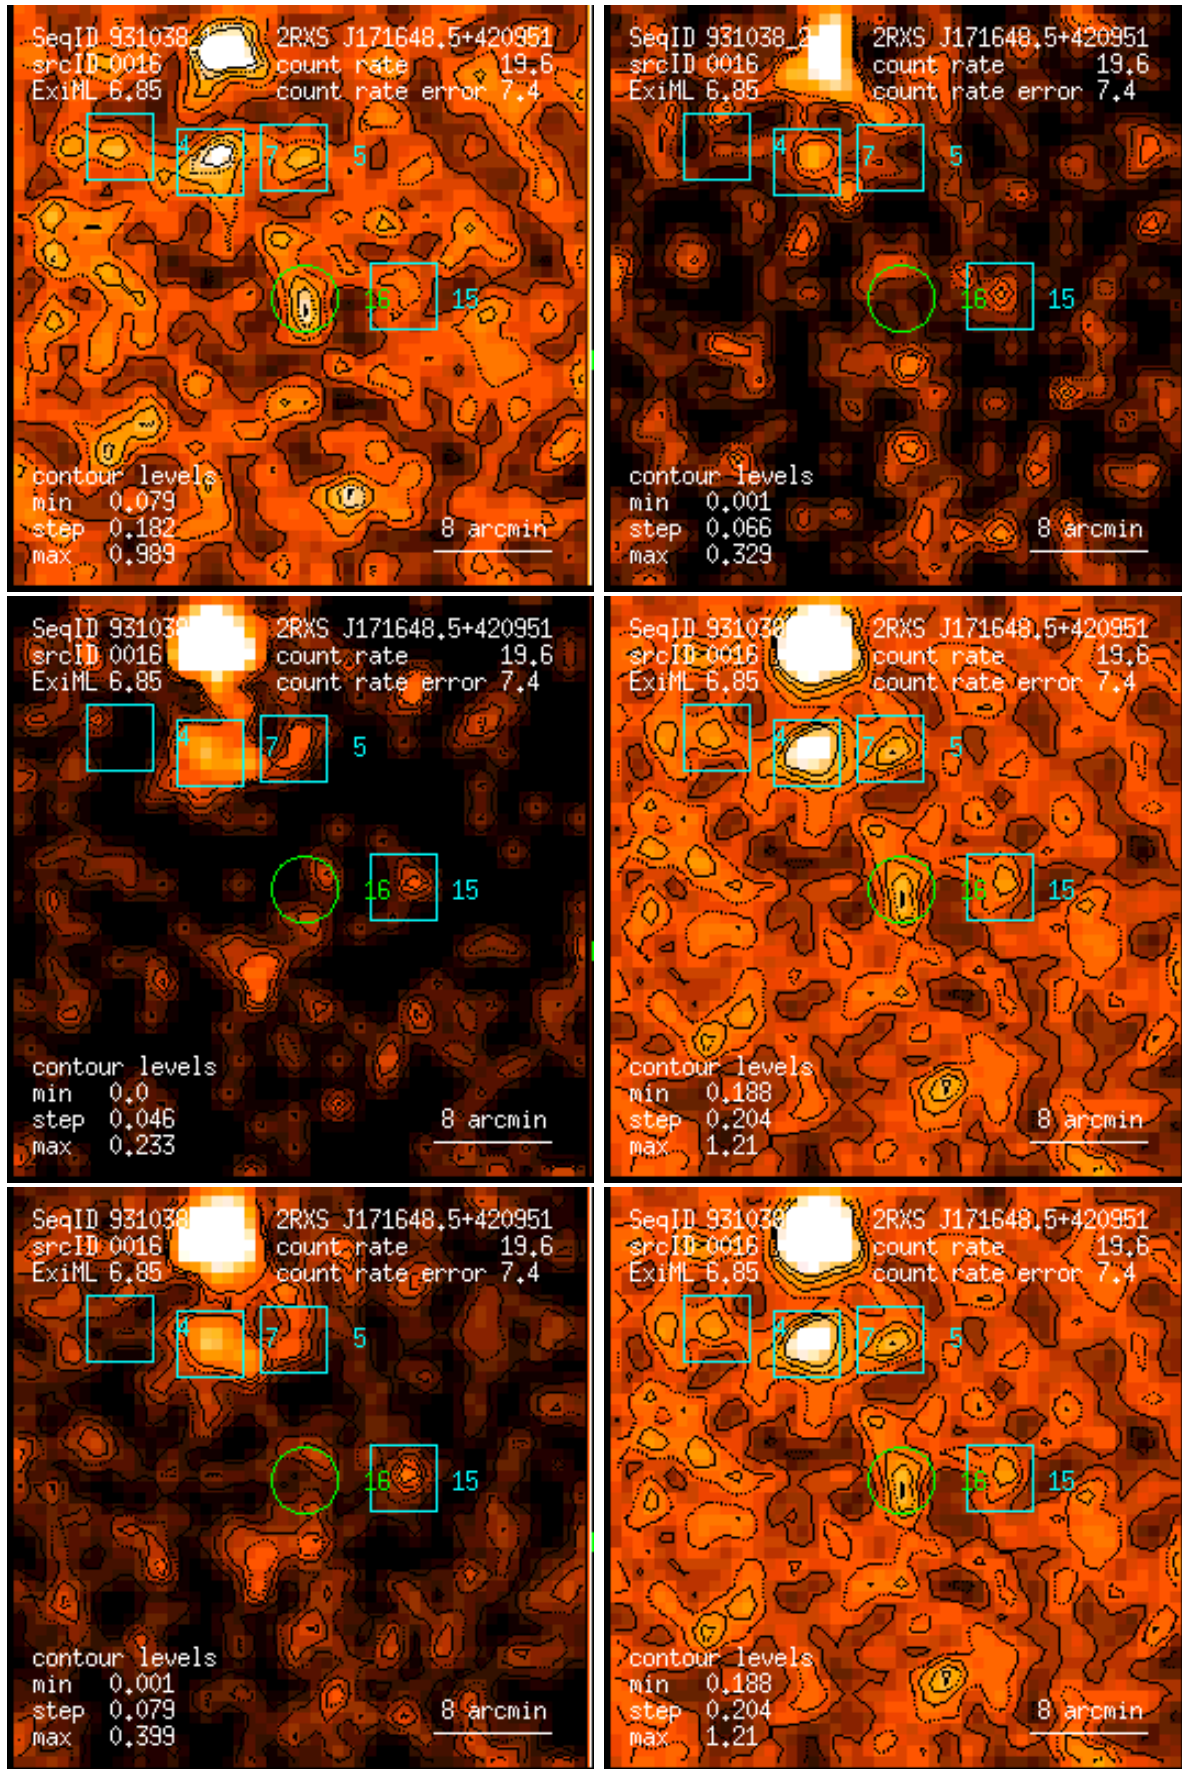 SeqID 931038 2RXS J171648.5+420951
srcID 0016 count rate 19.6
ExiML 6.85 count rate error 7.4
4 7 5
16 15
contour levels
min 0.079
step 0.182 8 arcmin
max 0.989
SeqID 931038_2 2RXS J171648.5+420951
srcID 0016 count rate 19.6
ExiML 6.85 count rate error 7.4
4 7 5
16 15
contour levels
min 0.001
step 0.066 8 arcmin
max 0.329
SeqID 931038 2RXS J171648.5+420951
srcID 0016 count rate 19.6
ExiML 6.85 count rate error 7.4
4 7 5
16 15
contour levels
min 0.0
step 0.046 8 arcmin
max 0.233
SeqID 931038 2RXS J171648.5+420951
srcID 0016 count rate 19.6
ExiML 6.85 count rate error 7.4
4 7 5
16 15
contour levels
min 0.188
step 0.204 8 arcmin
max 1.21
SeqID 931038 2RXS J171648.5+420951
srcID 0016 count rate 19.6
ExiML 6.85 count rate error 7.4
4 7 5
16 15
contour levels
min 0.001
step 0.079 8 arcmin
max 0.399
SeqID 931038 2RXS J171648.5+420951
srcID 0016 count rate 19.6
ExiML 6.85 count rate error 7.4
4 7 5
16 15
contour levels
min 0.188
step 0.204 8 arcmin
max 1.21